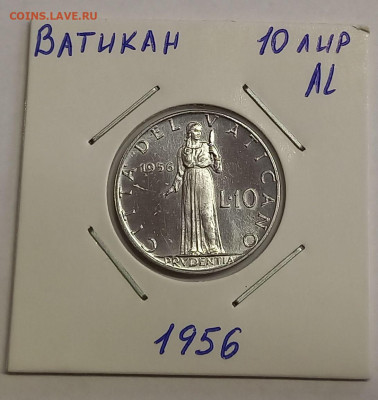 COINS.LAVE.RU
ВАТИКАН 10 ЛИР
AL
CITTA DEL VATICANO
1956
L.10
PRVDENTIA
1956